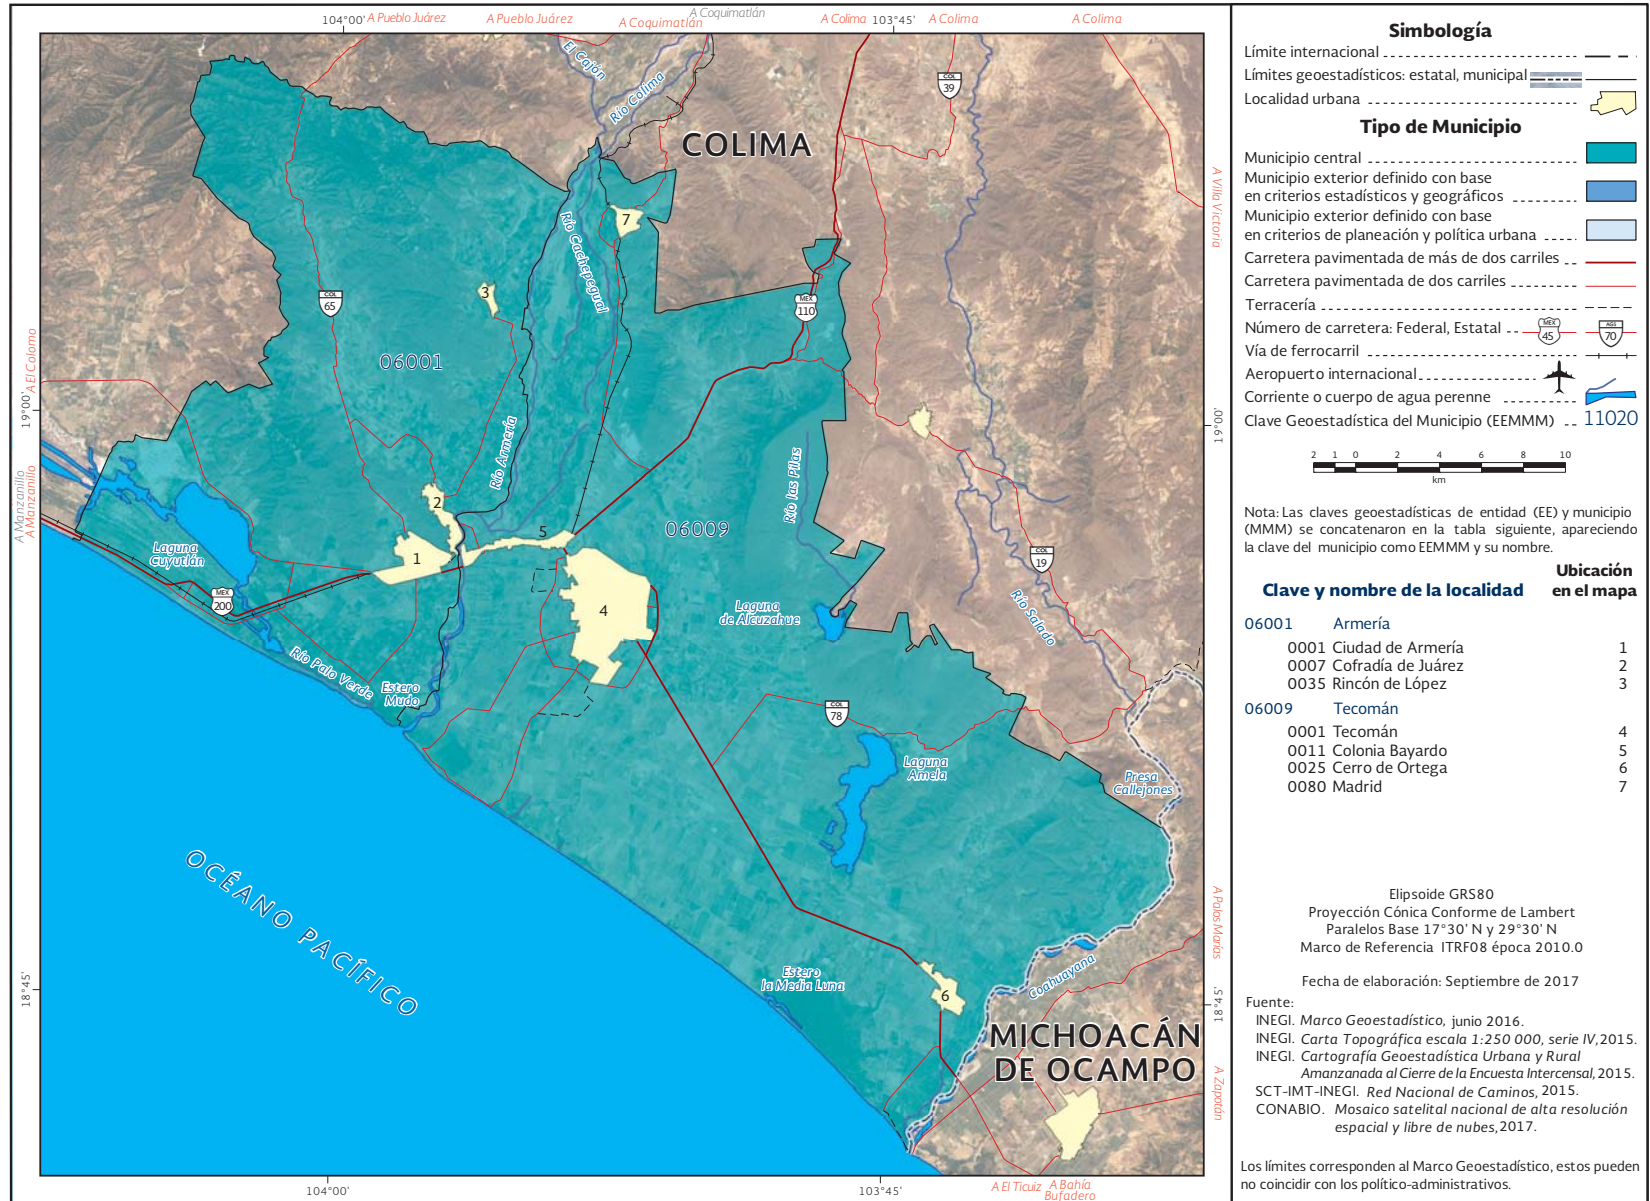 104°00'
A Pueblo Juárez
A Pueblo Juárez
A Coquimatlán
A Coquimatlán
A Colima
103°45'
A Colima
A Colima
El Cajón
Río Colima
COL
39
COLIMA
A Villa Victoria
7
Río Cachepegual
3
COL
65
MEX
110
06001
A El Colomo
19°00'
19°00'
Río Armería
Río las Pilas
2
5
06009
A Manzanillo
A Manzanillo
Laguna
Cuyutlán
1
COL
19
MEX
200
4
Laguna
de Alcuzahue
Río Salado
Río Palo Verde
Estero
Mudo
COL
78
Laguna
Amela
Presa
Callejones
OCÉANO PACÍFICO
A Palos Marías
18°45'
18°45'
Estero
la Media Luna
Coahuayana
6
MICHOACÁN
DE OCAMPO
A Zapotán
104°00'
103°45'
A El Ticuiz
A Bahía
Bufadero
Simbología
Límite internacional
Límites geoestadísticos: estatal, municipal
Localidad urbana
Tipo de Municipio
Municipio central
Municipio exterior definido con base
en criterios estadísticos y geográficos
Municipio exterior definido con base
en criterios de planeación y política urbana
Carretera pavimentada de más de dos carriles
Carretera pavimentada de dos carriles
Terracería
Número de carretera: Federal, Estatal MEX 45 AGS 70
Vía de ferrocarril
Aeropuerto internacional
Corriente o cuerpo de agua perenne
Clave Geoestadística del Municipio (EEMMM) 11020
2 1 0 2 4 6 8 10
km
Nota: Las claves geoestadísticas de entidad (EE) y municipio
(MMM) se concatenaron en la tabla siguiente, apareciendo
la clave del municipio como EEMMM y su nombre.
Clave y nombre de la localidad
Ubicación
en el mapa
06001 Armería
0001 Ciudad de Armería 1
0007 Cofradía de Juárez 2
0035 Rincón de López 3
06009 Tecomán
0001 Tecomán 4
0011 Colonia Bayardo 5
0025 Cerro de Ortega 6
0080 Madrid 7
Elipsoide GRS80
Proyección Cónica Conforme de Lambert
Paralelos Base 17°30' N y 29°30' N
Marco de Referencia ITRF08 época 2010.0
Fecha de elaboración: Septiembre de 2017
Fuente:
INEGI. Marco Geoestadístico, junio 2016.
INEGI. Carta Topográfica escala 1:250 000, serie IV, 2015.
INEGI. Cartografía Geoestadística Urbana y Rural
Amanzanada al Cierre de la Encuesta Intercensal, 2015.
SCT-IMT-INEGI. Red Nacional de Caminos, 2015.
CONABIO. Mosaico satelital nacional de alta resolución
espacial y libre de nubes, 2017.
Los límites corresponden al Marco Geoestadístico, estos pueden
no coincidir con los político-administrativos.